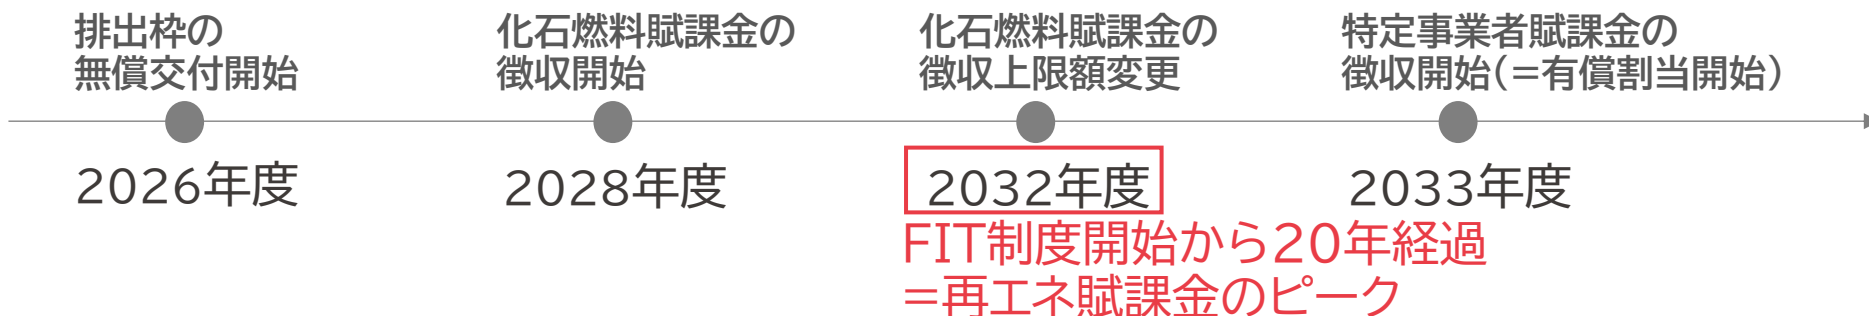 排出枠の
無償交付開始
化石燃料賦課金の
徴収開始
化石燃料賦課金の
徴収上限額変更
特定事業者賦課金の
徴収開始(=有償割当開始)
2026年度
2028年度
2032年度
2033年度
FIT制度開始から20年経過
=再エネ賦課金のピーク